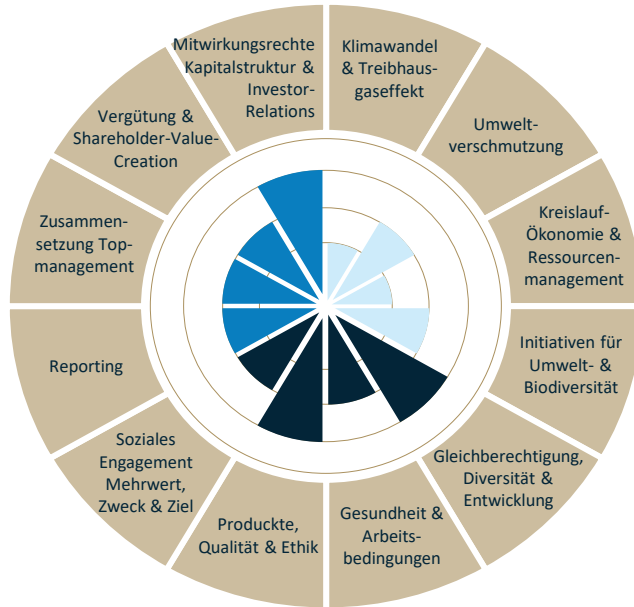 Mitwirkungsrechte
Kapitalstruktur &
Investor-
Relations
Klimawandel
& Treibhaus-
gaseffekt
Umwelt-
verschmutzung
Kreislauf-
Ökonomie &
Ressourcen-
management
Initiativen für
Umwelt- &
Biodiversität
Gleichberechtigung,
Diversität &
Entwicklung
Gesundheit &
Arbeits-
bedingungen
Produckte,
Qualität & Ethik
Soziales
Engagement
Mehrwert,
Zweck & Ziel
Reporting
Zusammen-
setzung Top-
management
Vergütung &
Shareholder-Value-
Creation